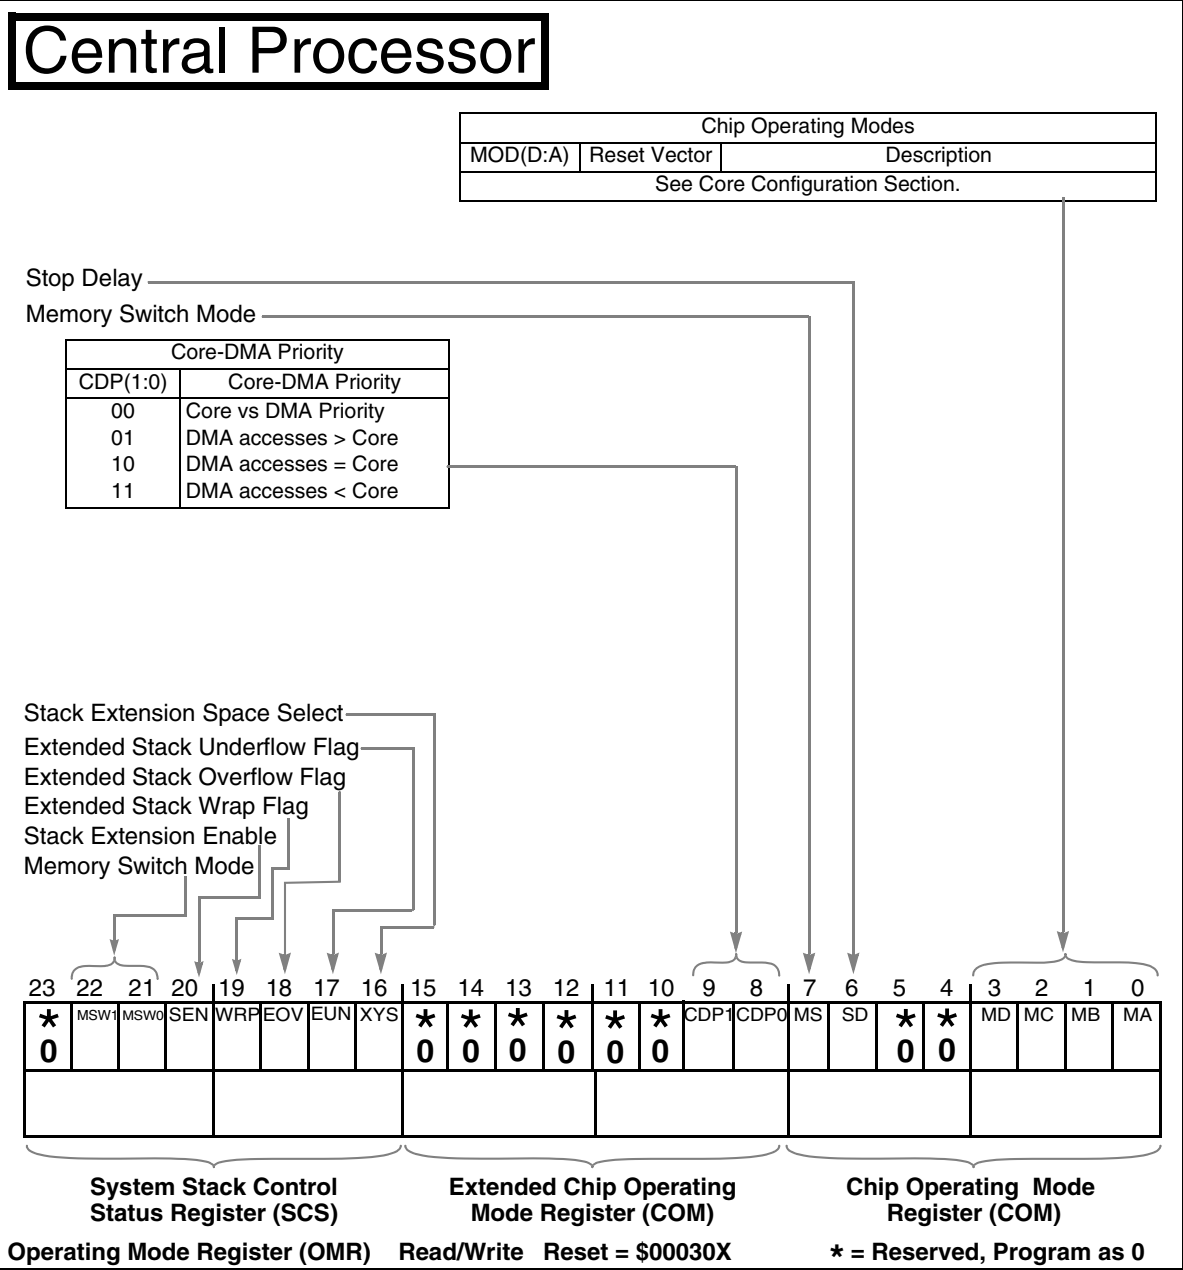 Central Processor
Chip Operating Modes
MOD(D:A) Reset Vector Description
See Core Configuration Section.
Stop Delay
Memory Switch Mode
Core-DMA Priority
CDP(1:0) Core-DMA Priority
00 Core vs DMA Priority
01 DMA accesses > Core
10 DMA accesses = Core
11 DMA accesses < Core
Stack Extension Space Select
Extended Stack Underflow Flag
Extended Stack Overflow Flag
Extended Stack Wrap Flag
Stack Extension Enable
Memory Switch Mode
23 22 21 20 19 18 17 16 15 14 13 12 11 10 9 8 7 6 5 4 3 2 1 0
* MSW1 MSW0 SEN WRP EOV EUN XYS * * * * * * CDP1 CDP0 MS SD * * MD MC MB MA
0 0 0 0 0 0 0 0 0
System Stack Control
Status Register (SCS)
Extended Chip Operating
Mode Register (COM)
Chip Operating Mode
Register (COM)
Operating Mode Register (OMR) Read/Write Reset = $00030X * = Reserved, Program as 0